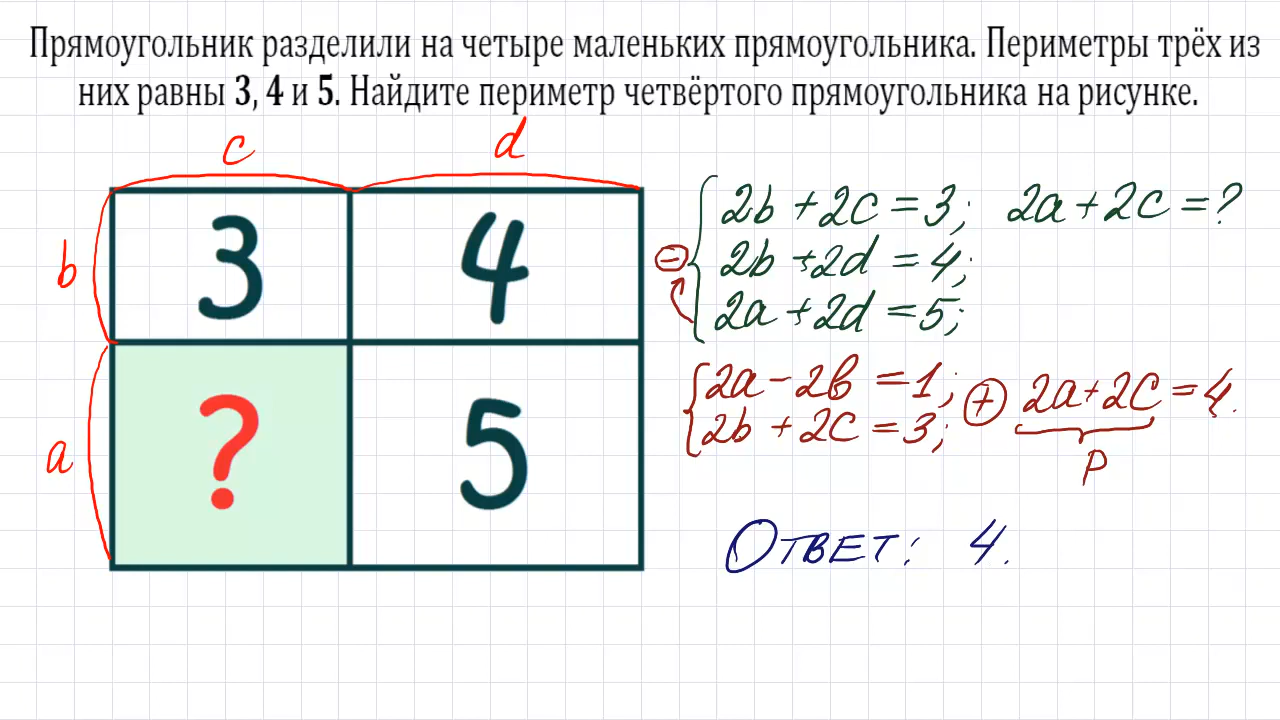 Прямоугольник разделили на четыре маленьких прямоугольника. Периметры трёх из
них равны 3, 4 и 5. Найдите периметр четвёртого прямоугольника на рисунке.
c d
b 3 4
a ? 5
2b + 2c = 3; 2a + 2c = ?
2b + 2d = 4;
2a + 2d = 5;
−
2a − 2b = 1;
2b + 2c = 3;
+ 2a + 2c = 4.
P
Ответ: 4.